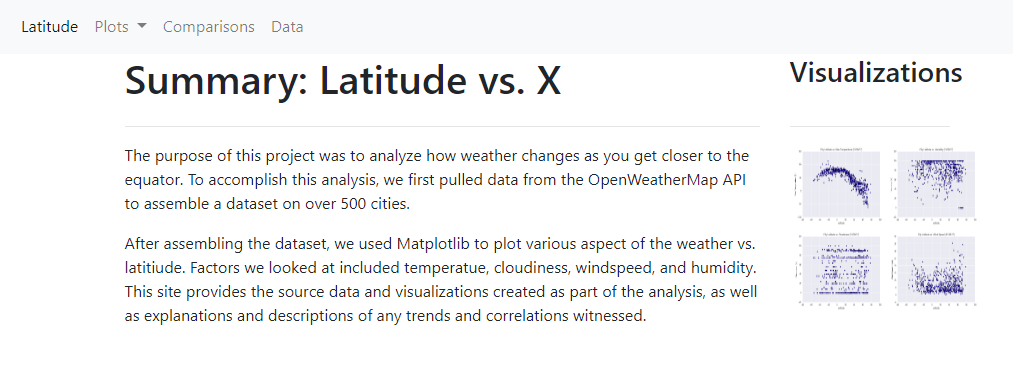 Latitude Plots Comparisons Data
Summary: Latitude vs. X
Visualizations
The purpose of this project was to analyze how weather changes as you get closer to the
equator. To accomplish this analysis, we first pulled data from the OpenWeatherMap API
to assemble a dataset on over 500 cities.
After assembling the dataset, we used Matplotlib to plot various aspect of the weather vs.
latitiude. Factors we looked at included temperatue, cloudiness, windspeed, and humidity.
This site provides the source data and visualizations created as part of the analysis, as well
as explanations and descriptions of any trends and correlations witnessed.